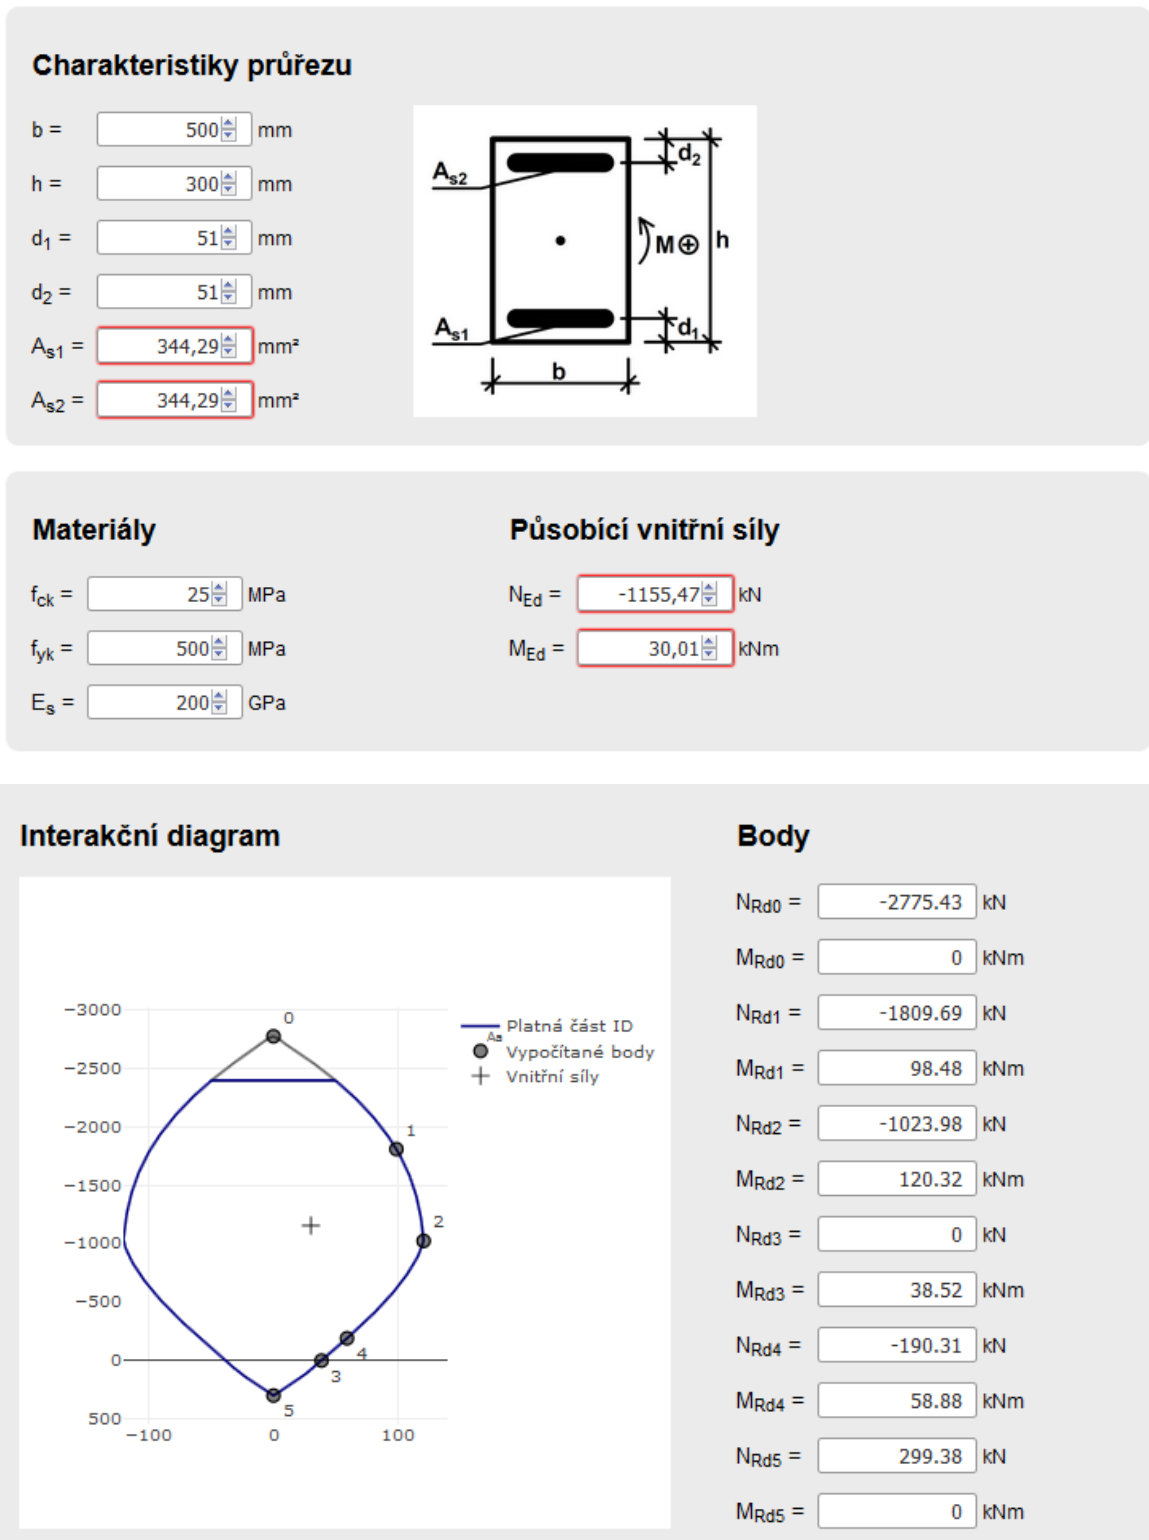 Charakteristiky průřezu
b = 500 mm
h = 300 mm
d1 = 51 mm
d2 = 51 mm
As1 = 344,29 mm²
As2 = 344,29 mm²
As2
d2
M⊕ h
As1
d1
b
Materiály
fck = 25 MPa
fyk = 500 MPa
Es = 200 GPa
Působící vnitřní síly
NEd = -1155,47 kN
MEd = 30,01 kNm
Interakční diagram
−3000
−2500
−2000
−1500
−1000
−500
0
500
−100 0 100
0
1
2
4
3
5
Platná část ID
Aa
Vypočítané body
Vnitřní síly
Body
NRd0 = -2775.43 kN
MRd0 = 0 kNm
NRd1 = -1809.69 kN
MRd1 = 98.48 kNm
NRd2 = -1023.98 kN
MRd2 = 120.32 kNm
NRd3 = 0 kN
MRd3 = 38.52 kNm
NRd4 = -190.31 kN
MRd4 = 58.88 kNm
NRd5 = 299.38 kN
MRd5 = 0 kNm